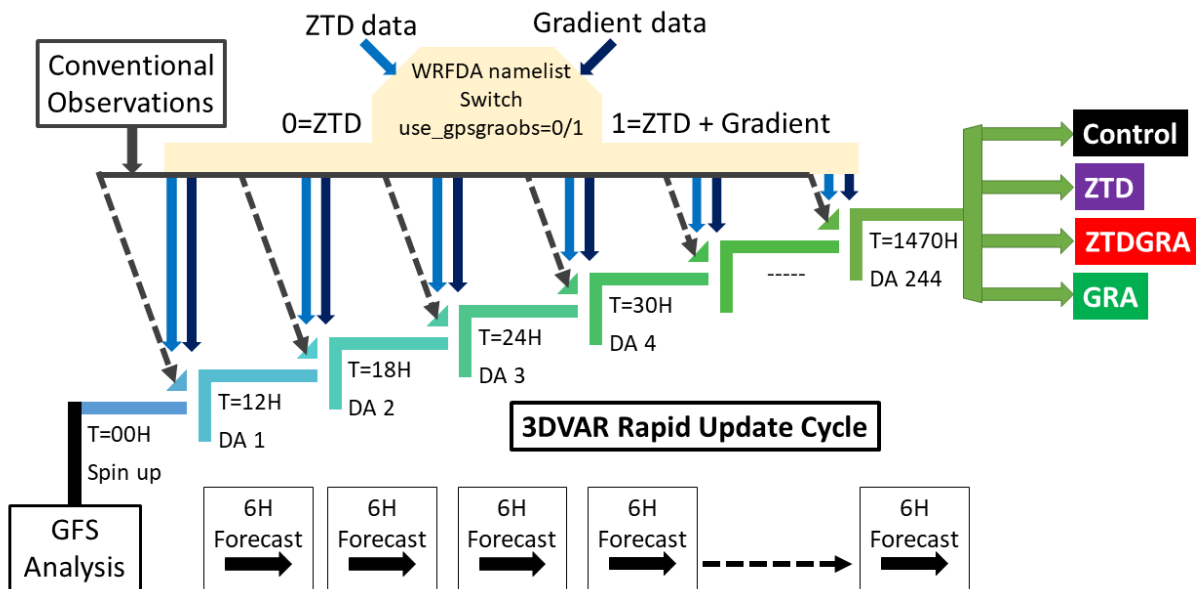 ZTD data
Gradient data
Conventional
Observations
WRFDA namelist
Switch
use_gpsgraobs=0/1
0=ZTD
1=ZTD + Gradient
Control
ZTD
ZTDGRA
GRA
T=1470H
DA 244
-----
T=30H
DA 4
T=24H
DA 3
T=18H
DA 2
T=12H
DA 1
T=00H
Spin up
3DVAR Rapid Update Cycle
GFS
Analysis
6H
Forecast
6H
Forecast
6H
Forecast
6H
Forecast
6H
Forecast